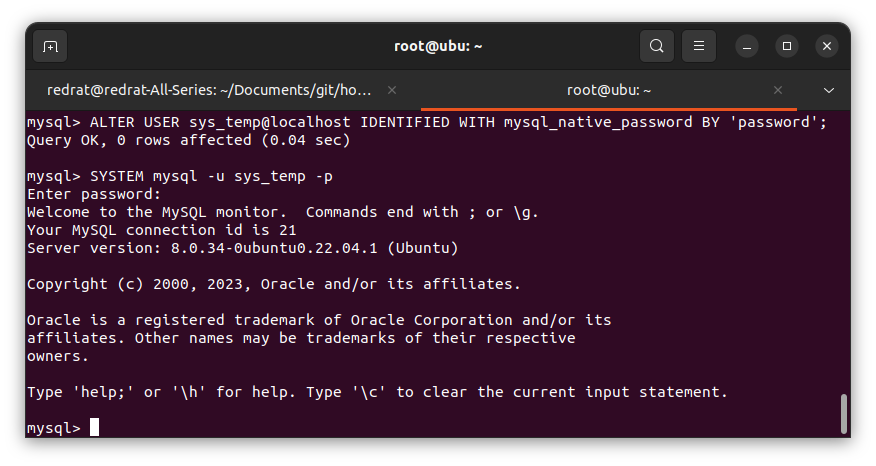 root@ubu: ~
redrat@redrat-All-Series: ~/Documents/git/ho...
root@ubu: ~
mysql> ALTER USER sys_temp@localhost IDENTIFIED WITH mysql_native_password BY 'password';
Query OK, 0 rows affected (0.04 sec)
mysql> SYSTEM mysql -u sys_temp -p
Enter password:
Welcome to the MySQL monitor.  Commands end with ; or \g.
Your MySQL connection id is 21
Server version: 8.0.34-0ubuntu0.22.04.1 (Ubuntu)
Copyright (c) 2000, 2023, Oracle and/or its affiliates.
Oracle is a registered trademark of Oracle Corporation and/or its
affiliates. Other names may be trademarks of their respective
owners.
Type 'help;' or '\h' for help. Type '\c' to clear the current input statement.
mysql>